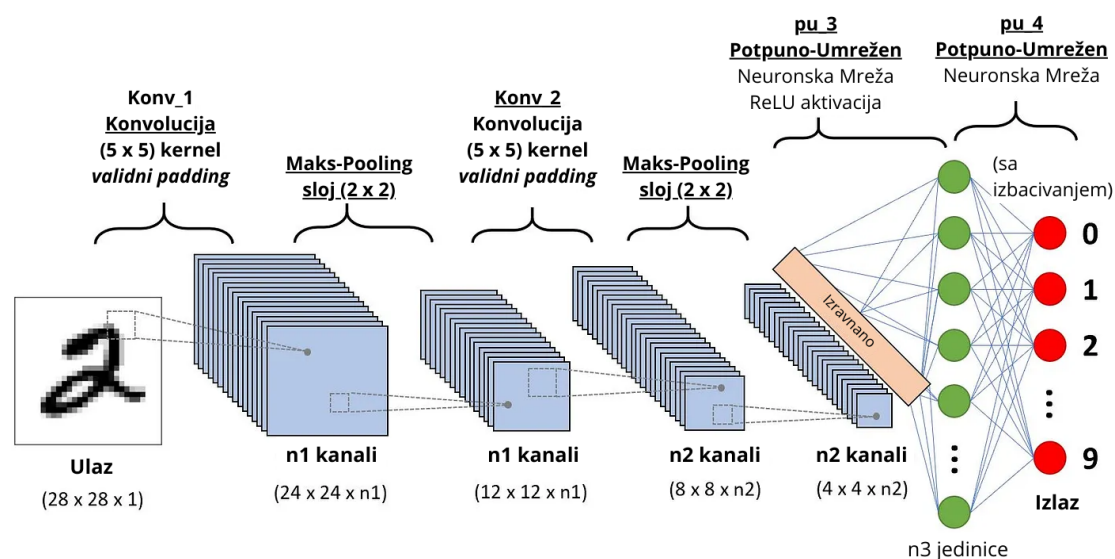 pu_3
Potpuno-Umrežen
Neuronska Mreža
ReLU aktivacija
pu_4
Potpuno-Umrežen
Neuronska Mreža
Konv_1
Konvolucija
(5 x 5) kernel
validni padding
Maks-Pooling
sloj (2 x 2)
Konv_2
Konvolucija
(5 x 5) kernel
validni padding
Maks-Pooling
sloj (2 x 2)
(sa
izbacivanjem)
Izravnano
0
1
2
9
Izlaz
Ulaz
(28 x 28 x 1)
n1 kanali
(24 x 24 x n1)
n1 kanali
(12 x 12 x n1)
n2 kanali
(8 x 8 x n2)
n2 kanali
(4 x 4 x n2)
n3 jedinice
2